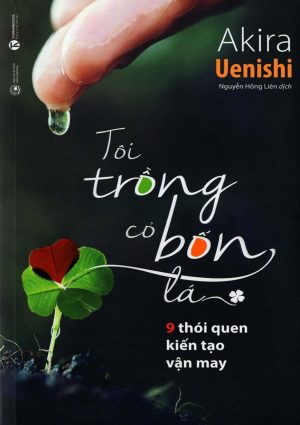 Akira
Uenishi
Nguyễn Hồng Liên dịch
Tôi
trồng
cỏ
bốn
lá
9 thói quen
kiến tạo
vận may